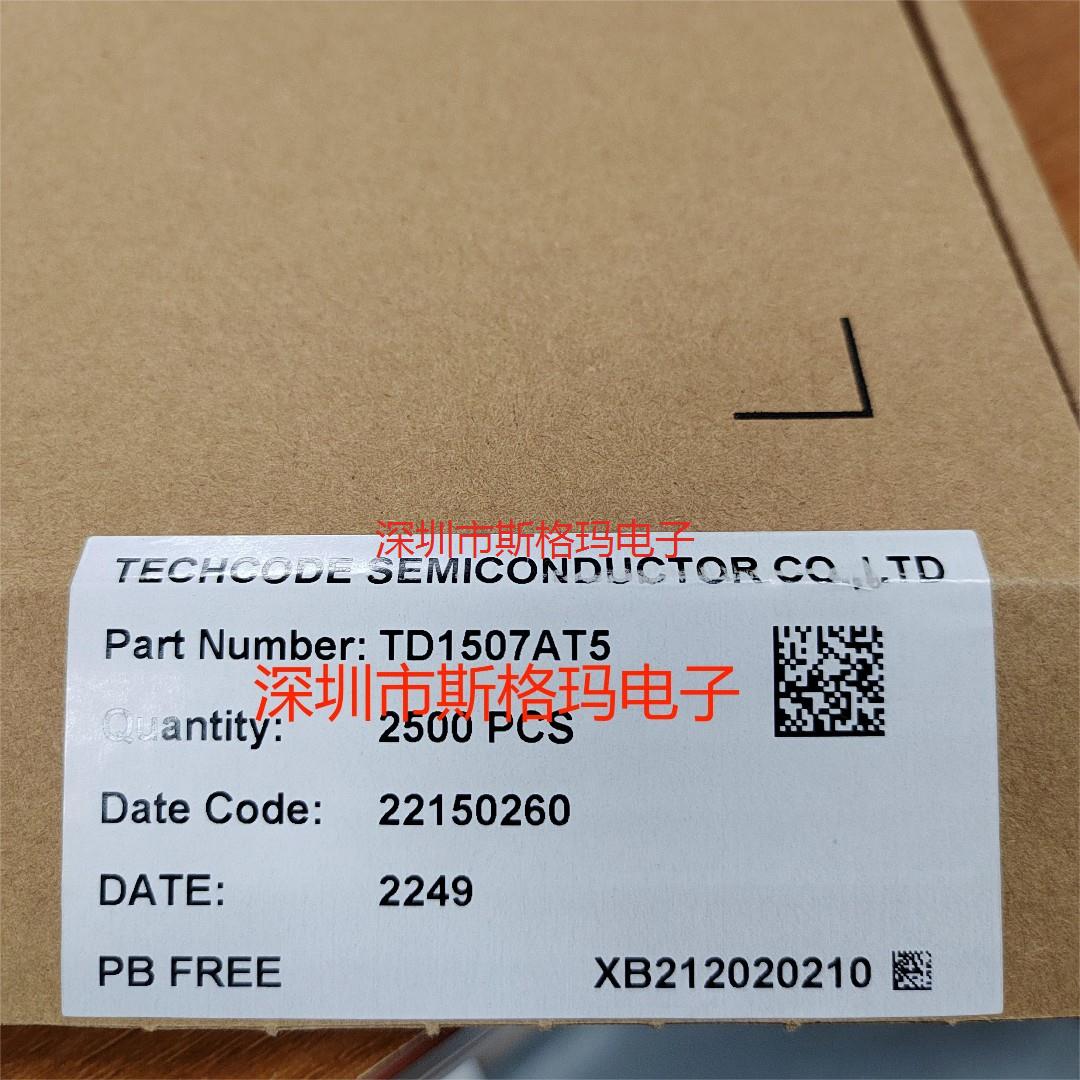 深圳市斯格玛电子
TECHCODE SEMICONDUCTOR CO.,LTD
Part Number: TD1507AT5
深圳市斯格玛电子
Quantity: 2500 PCS
Date Code: 22150260
DATE: 2249
PB FREE XB212020210